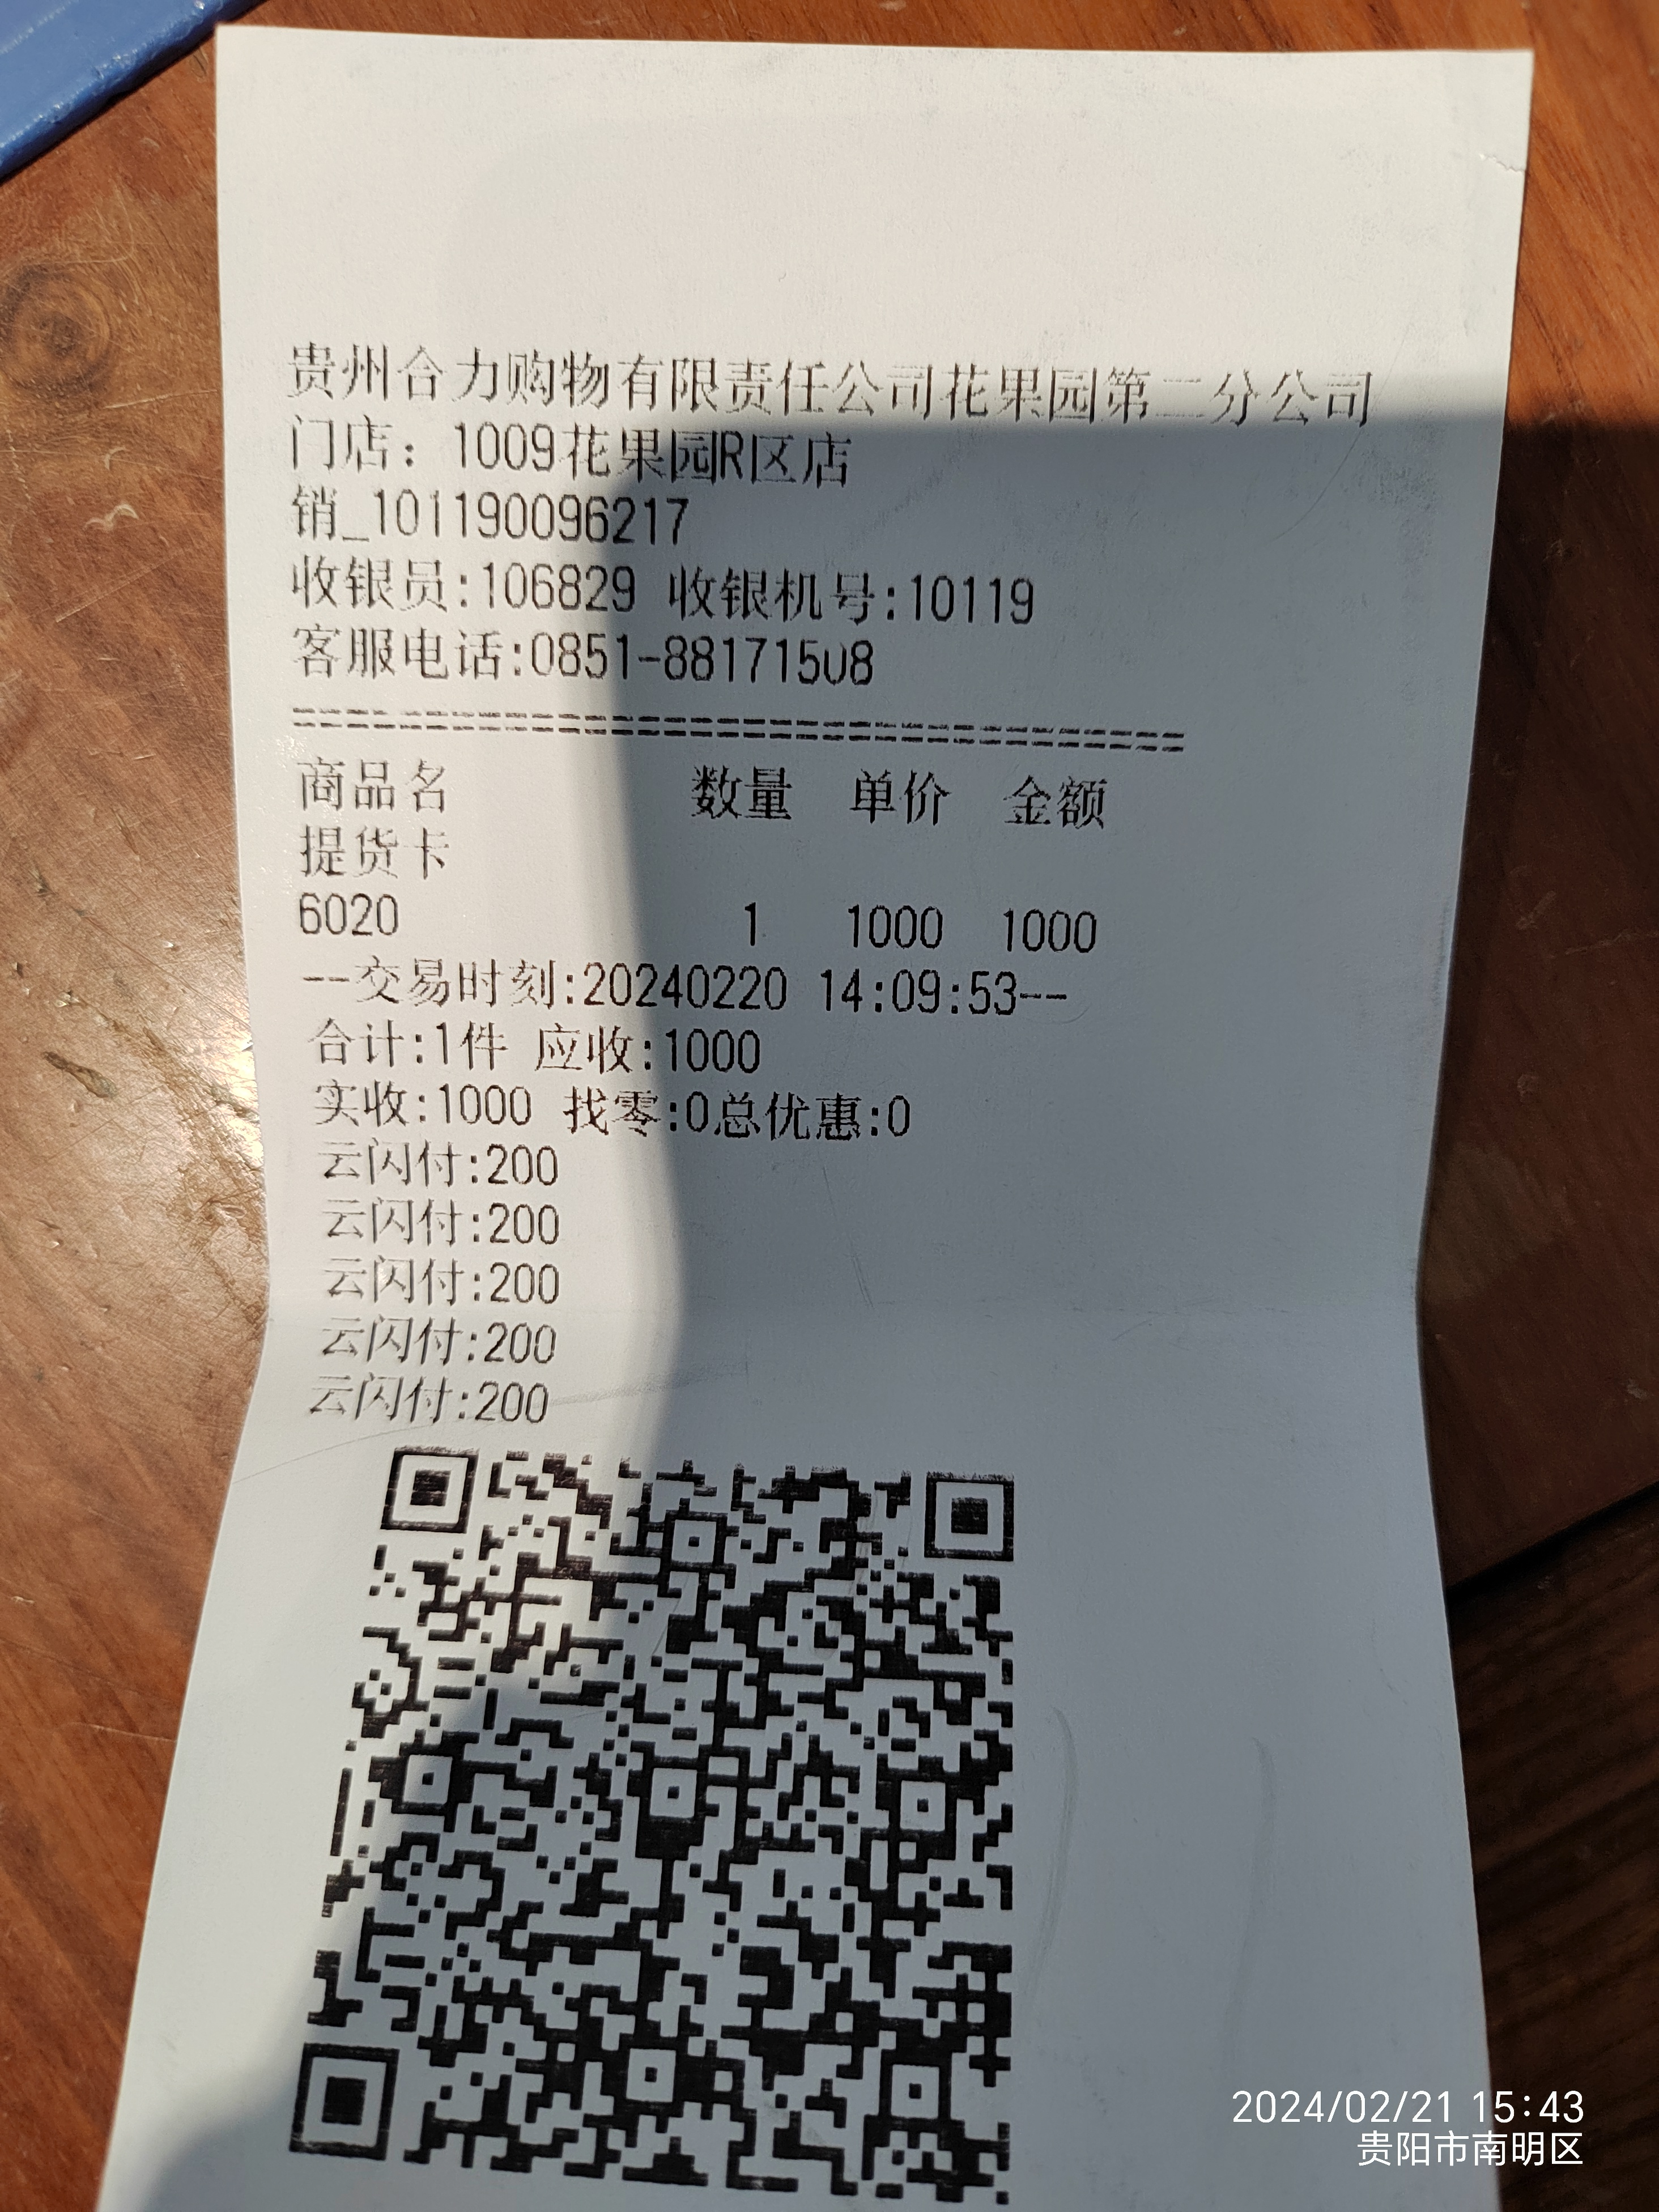 贵州合力购物有限责任公司花果园第二分公司
门店：1009花果园R区店
销_101190096217
收银员:106829 收银机号:10119
客服电话:0851-88171508
==================================
商品名 数量 单价 金额
提货卡
6020 1 1000 1000
--交易时刻:20240220 14:09:53--
合计:1件 应收:1000
实收:1000 找零:0总优惠:0
云闪付:200
云闪付:200
云闪付:200
云闪付:200
云闪付:200
2024/02/21 15:43
贵阳市南明区